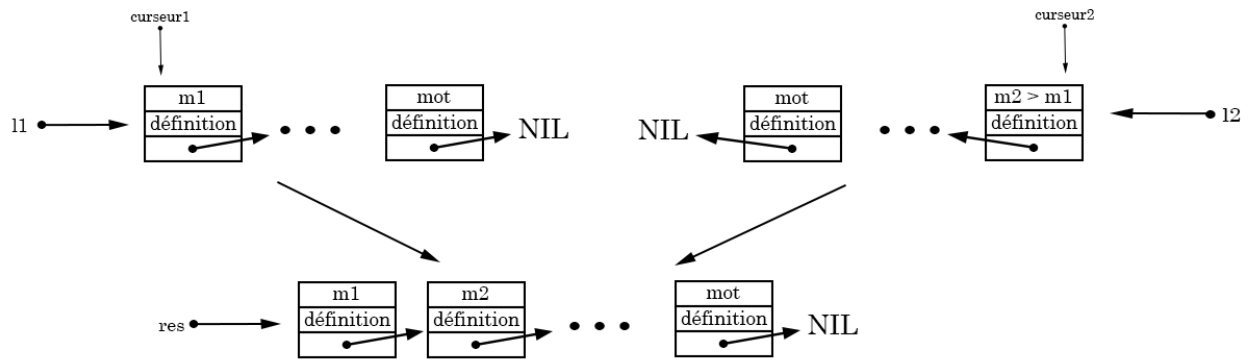 curseur1
curseur2
m1
mot
mot
m2 > m1
l1
définition
définition
NIL
NIL
définition
définition
l2
m1
m2
mot
res
définition
définition
définition
NIL